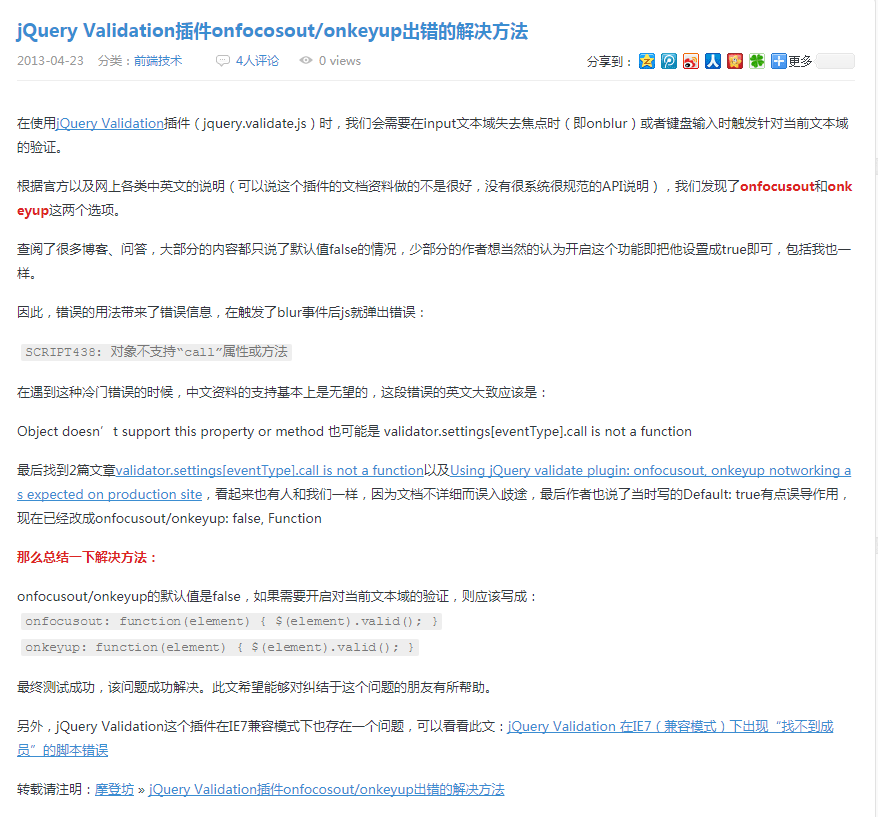 jQuery Validation插件onfocosout/onkeyup出错的解决方法
2013-04-23 分类：前端技术 4人评论 0 views 分享到： 更多
在使用jQuery Validation插件（jquery.validate.js）时，我们会需要在input文本域失去焦点时（即onblur）或者键盘输入时触发针对当前文本域
的验证。
根据官方以及网上各类中英文的说明（可以说这个插件的文档资料做的不是很好，没有很系统很规范的API说明），我们发现了onfocusout和onk
eyup这两个选项。
查阅了很多博客、问答，大部分的内容都只说了默认值false的情况，少部分的作者想当然的认为开启这个功能即把他设置成true即可，包括我也一
样。
因此，错误的用法带来了错误信息，在触发了blur事件后js就弹出错误：
SCRIPT438: 对象不支持“call”属性或方法
在遇到这种冷门错误的时候，中文资料的支持基本上是无望的，这段错误的英文大致应该是：
Object doesn’t support this property or method 也可能是 validator.settings[eventType].call is not a function
最后找到2篇文章validator.settings[eventType].call is not a function以及Using jQuery validate plugin: onfocusout, onkeyup notworking a
s expected on production site，看起来也有人和我们一样，因为文档不详细而误入歧途，最后作者也说了当时写的Default: true有点误导作用，
现在已经改成onfocusout/onkeyup: false, Function
那么总结一下解决方法：
onfocusout/onkeyup的默认值是false，如果需要开启对当前文本域的验证，则应该写成：
onfocusout: function(element) { $(element).valid(); }
onkeyup: function(element) { $(element).valid(); }
最终测试成功，该问题成功解决。此文希望能够对纠结于这个问题的朋友有所帮助。
另外，jQuery Validation这个插件在IE7兼容模式下也存在一个问题，可以看看此文：jQuery Validation 在IE7（兼容模式）下出现“找不到成
员”的脚本错误
转载请注明：摩登坊 » jQuery Validation插件onfocosout/onkeyup出错的解决方法